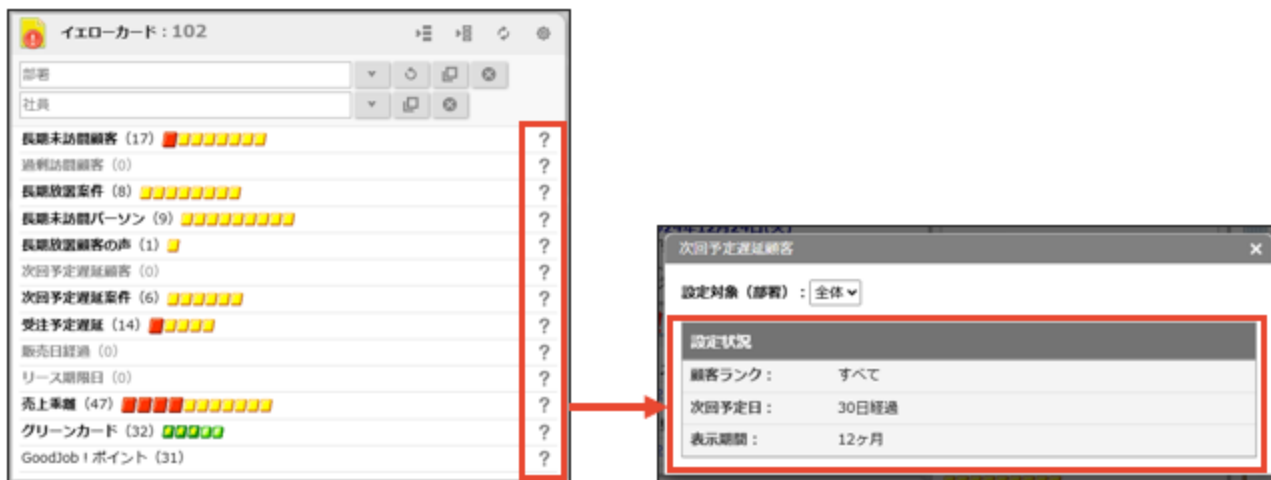 イエローカード：102
部署
社員
長期未訪問顧客（17） ?
過剰訪問顧客（0） ?
長期放置案件（8） ?
長期未訪問パーソン（9） ?
長期放置顧客の声（1） ?
次回予定遅延顧客（0） ?
次回予定遅延案件（6） ?
受注予定遅延（14） ?
販売日経過（0） ?
リース期限日（0） ?
売上乖離（47） ?
グリーンカード（32） ?
GoodJob！ポイント（31） ?
次回予定遅延顧客
設定対象（部署）：全体
設定状況
顧客ランク： すべて
次回予定日： 30日経過
表示期間： 12ヶ月